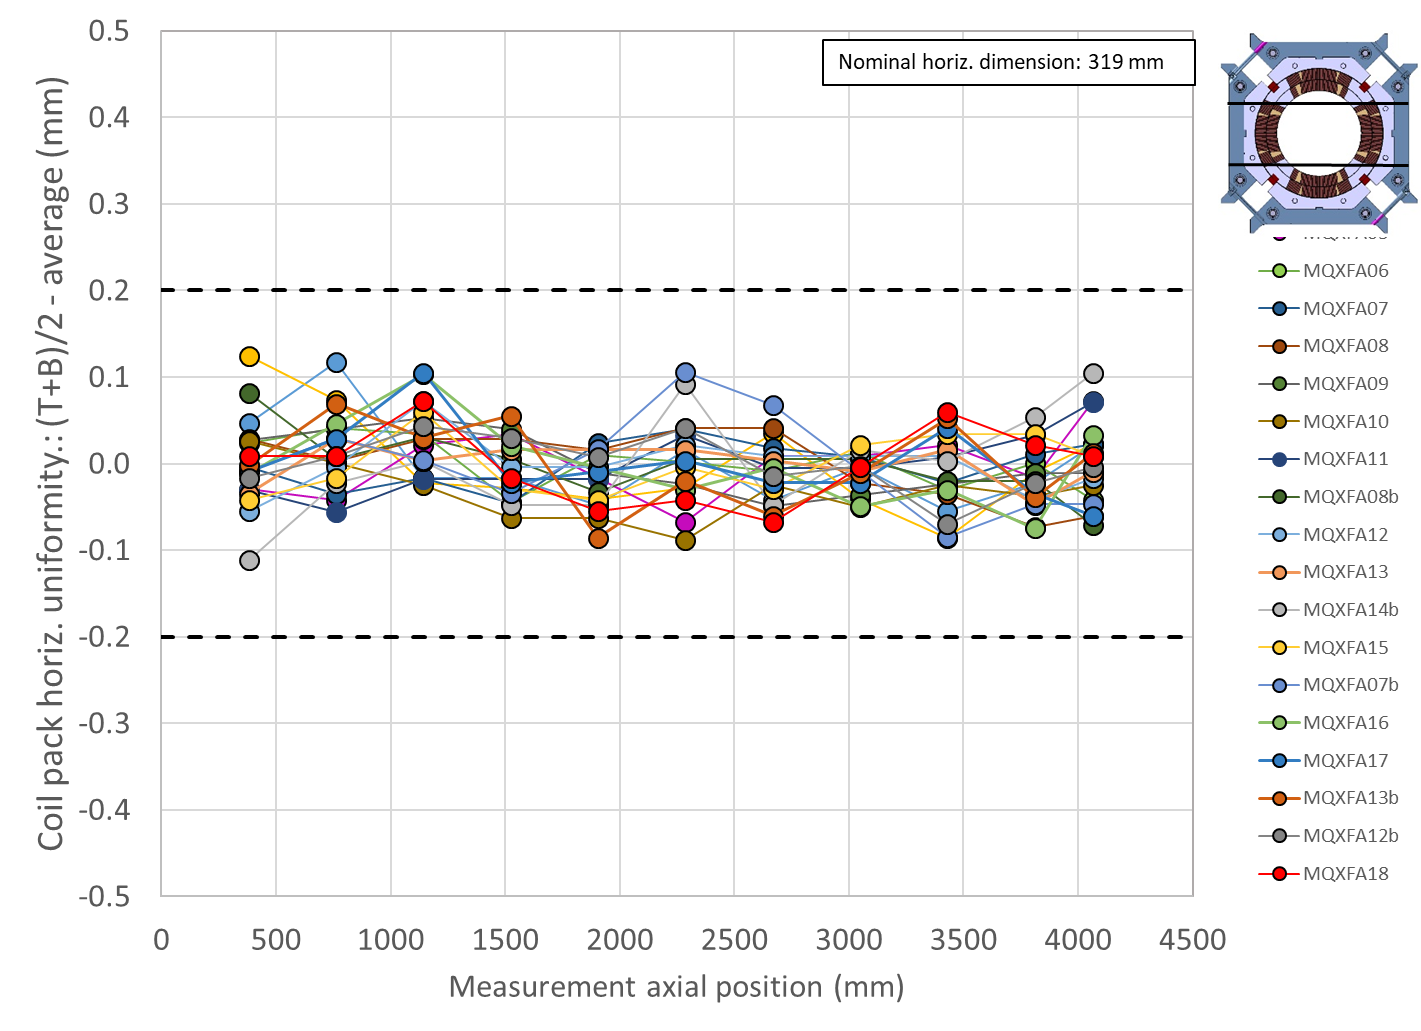 Coil pack horiz. uniformity.: (T+B)/2 - average (mm)
0.5
0.4
0.3
0.2
0.1
0.0
-0.1
-0.2
-0.3
-0.4
-0.5
Nominal horiz. dimension: 319 mm
0 500 1000 1500 2000 2500 3000 3500 4000 4500
Measurement axial position (mm)
MQXFA05
MQXFA06
MQXFA07
MQXFA08
MQXFA09
MQXFA10
MQXFA11
MQXFA08b
MQXFA12
MQXFA13
MQXFA14b
MQXFA15
MQXFA07b
MQXFA16
MQXFA17
MQXFA13b
MQXFA12b
MQXFA18